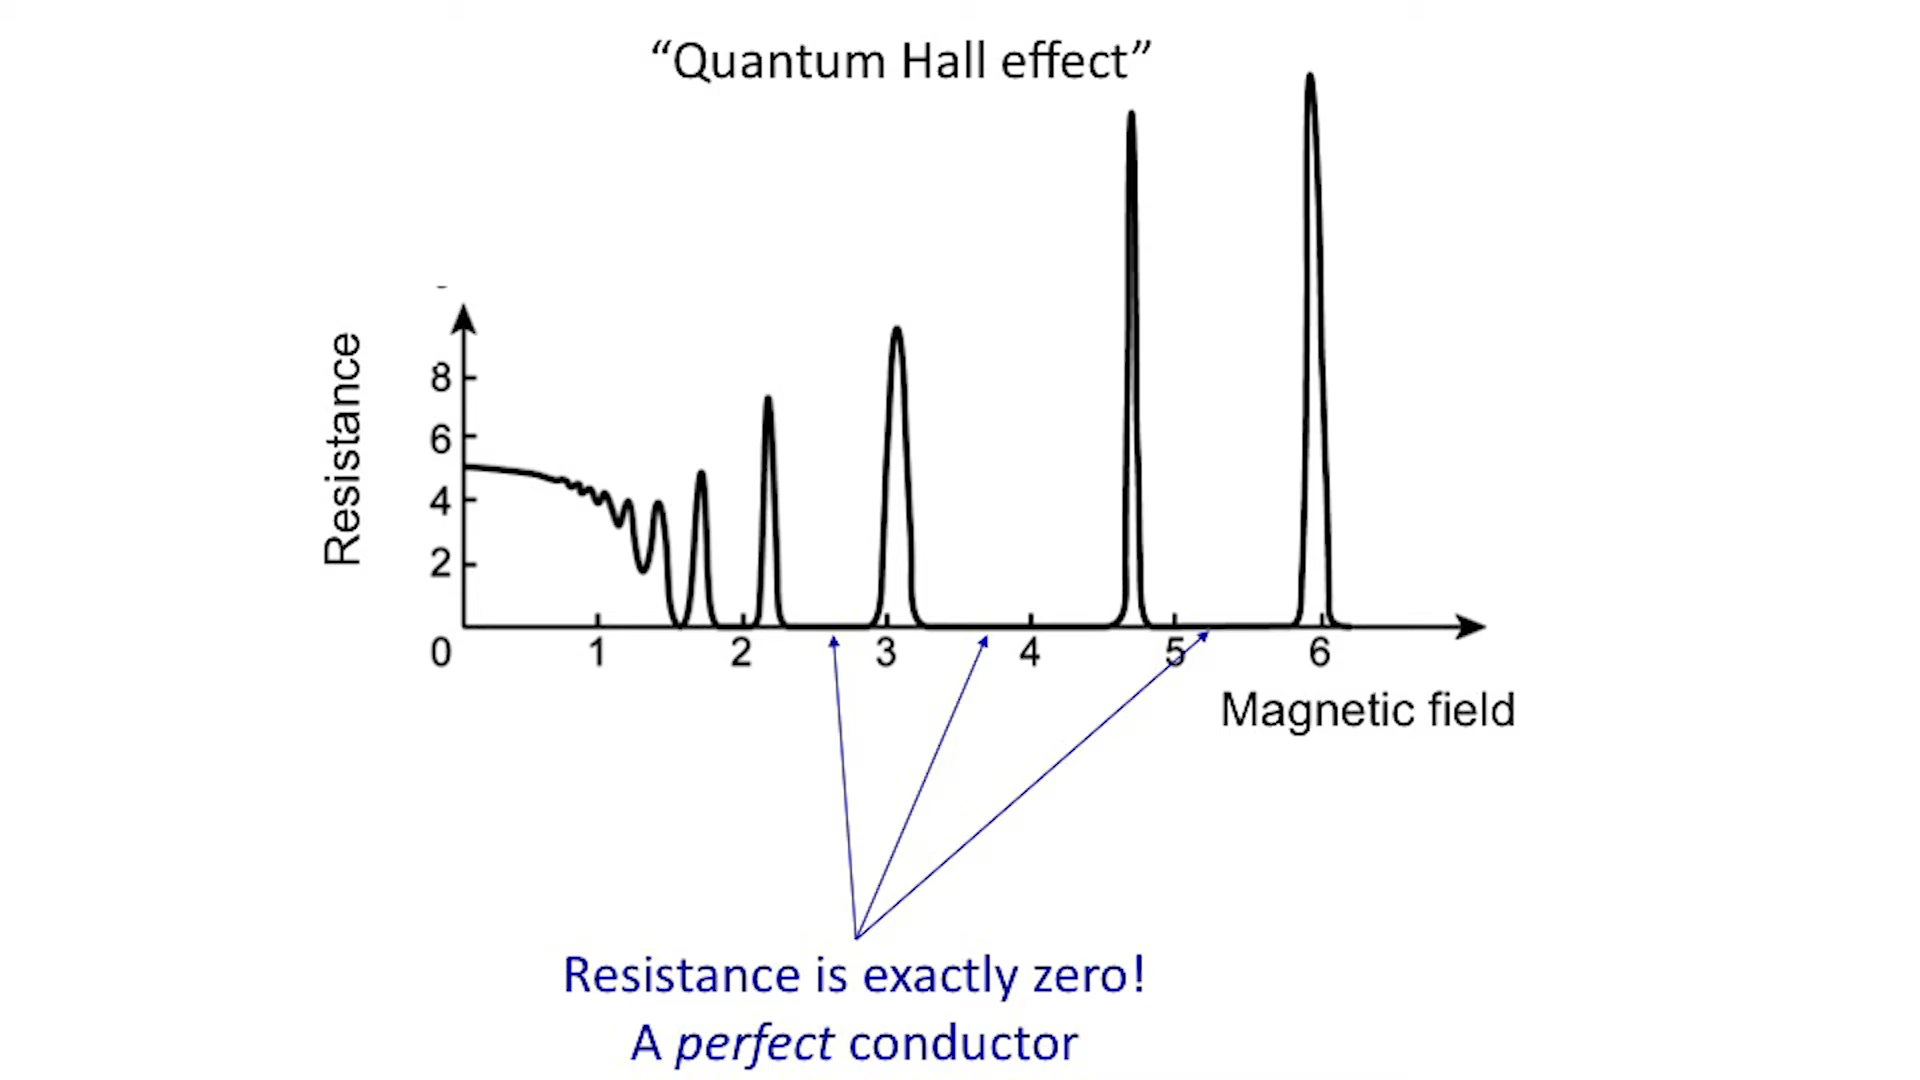 “Quantum Hall effect”
Resistance
8
6
4
2
0 1 2 3 4 5 6
Magnetic field
Resistance is exactly zero!
A perfect conductor